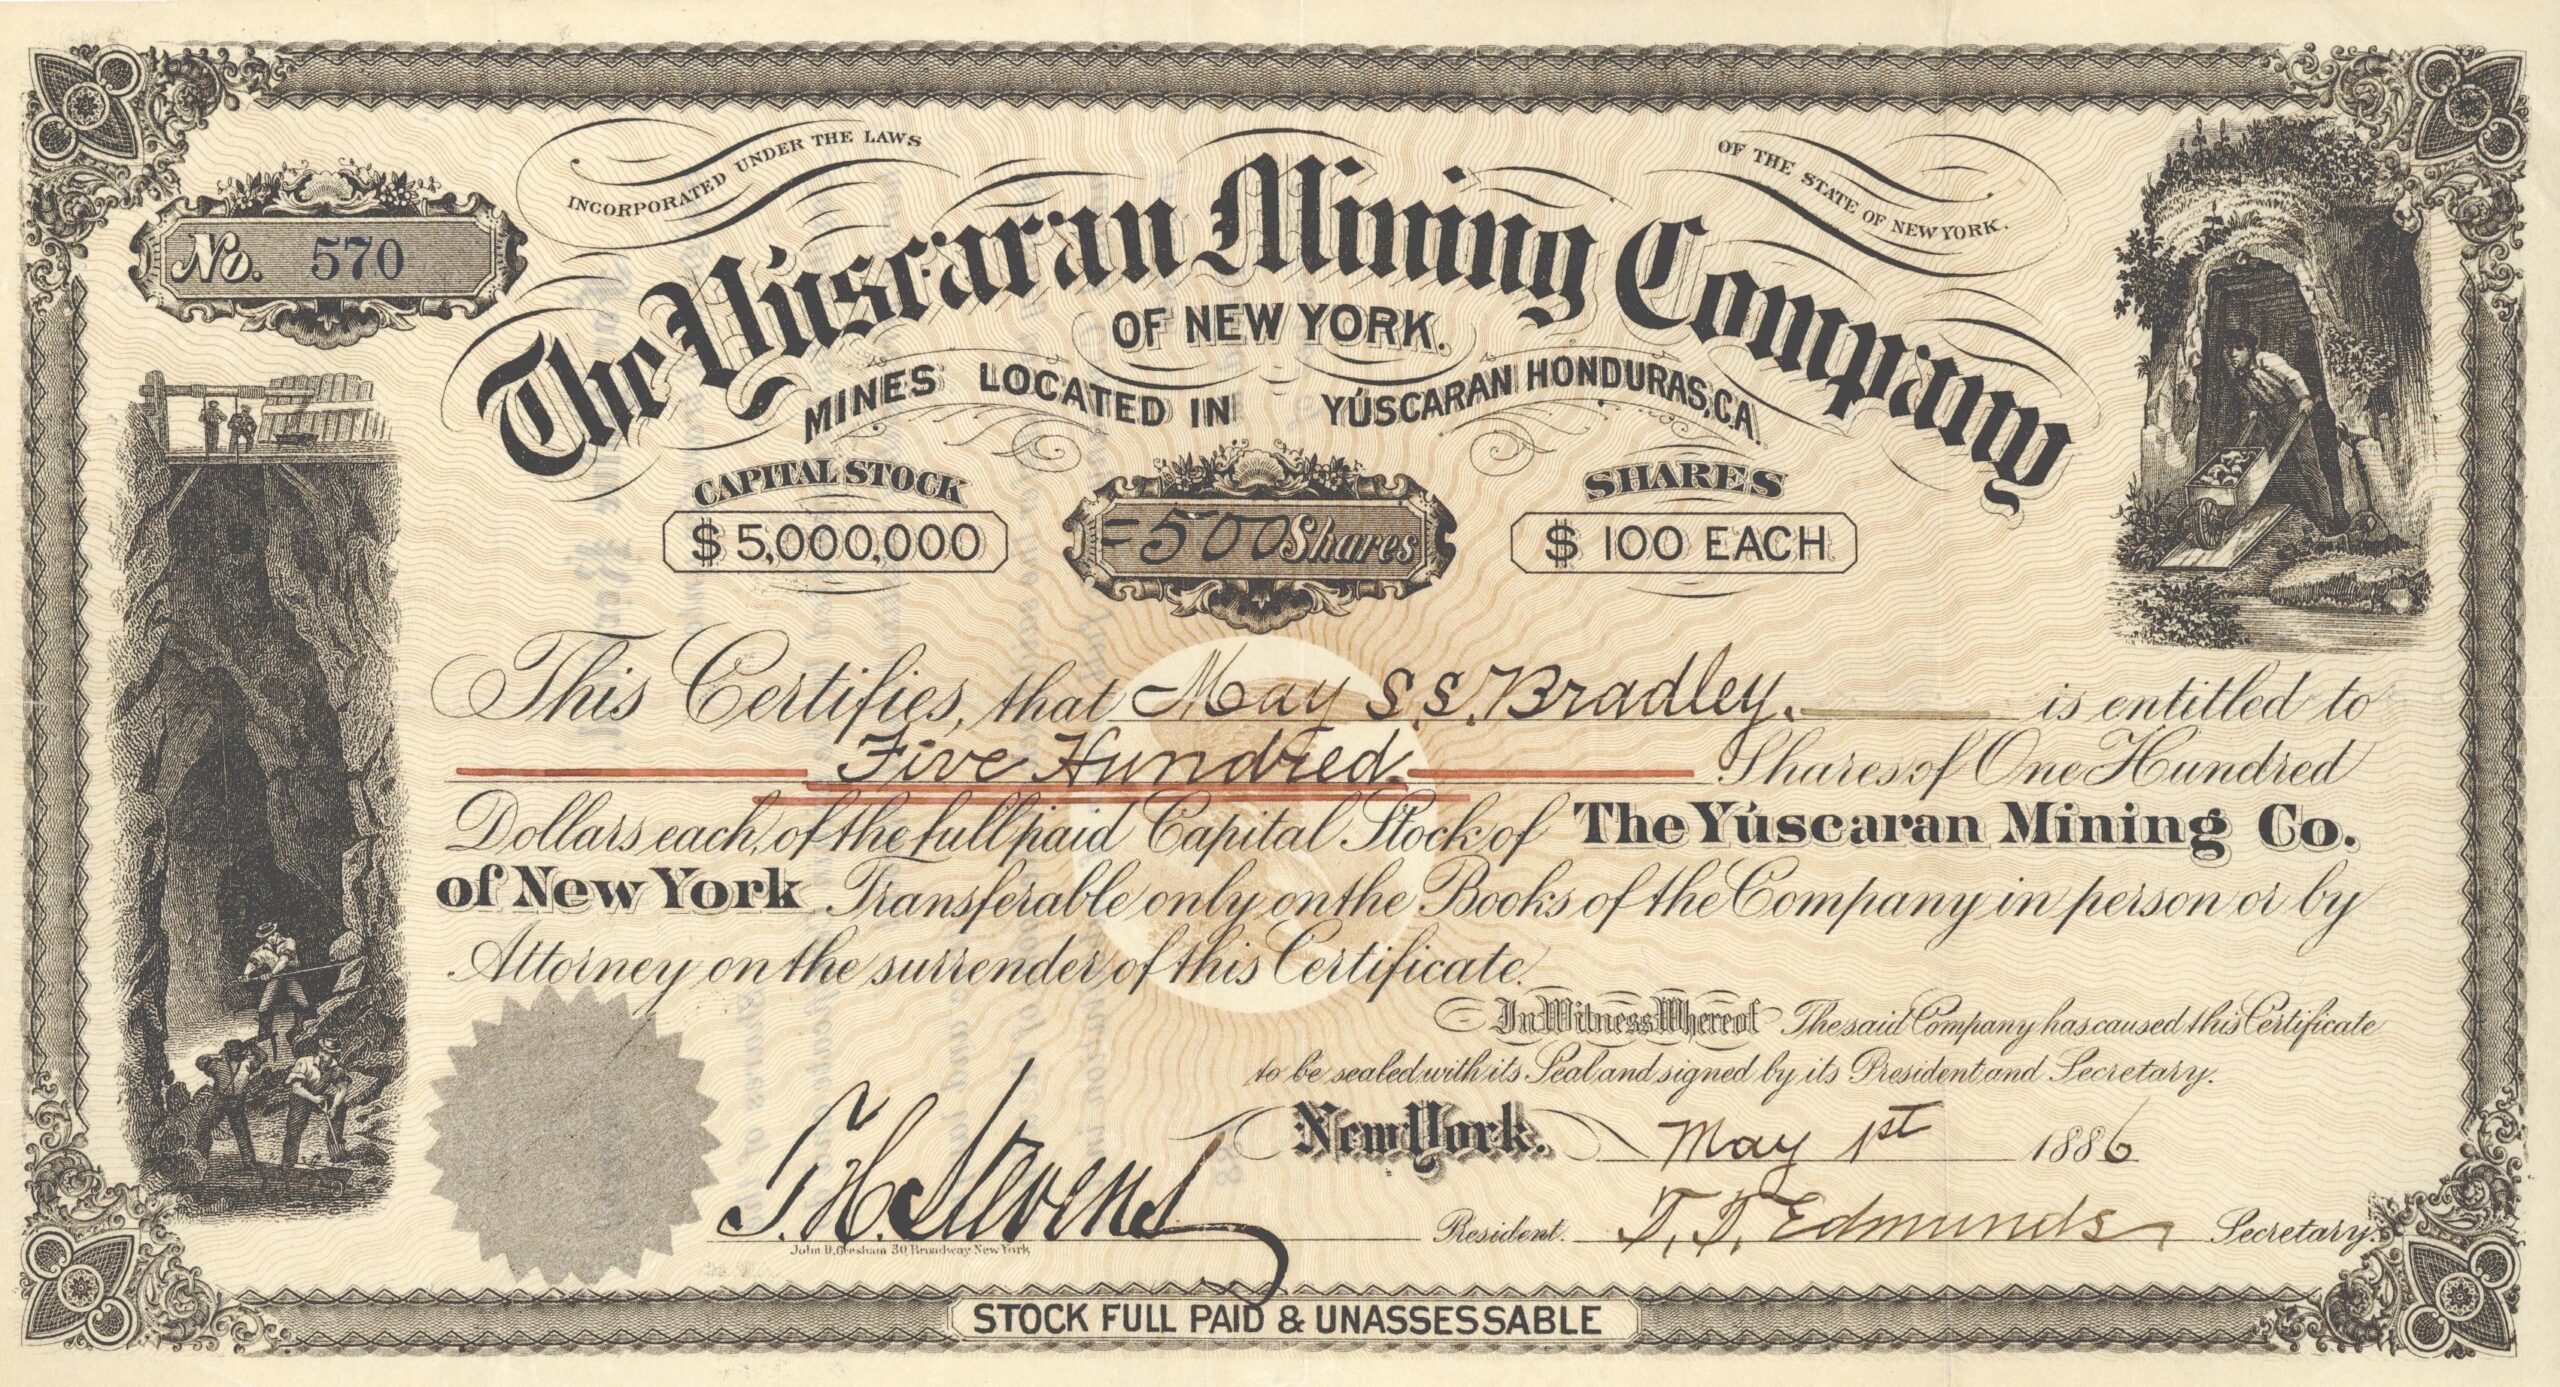 INCORPORATED UNDER THE LAWS OF THE STATE OF NEW YORK.
No. 570
The Yúscaran Mining Company
OF NEW YORK.
MINES LOCATED IN YÚSCARAN HONDURAS, C.A.
CAPITAL STOCK
SHARES
$ 5,000,000
=500 Shares
$ 100 EACH.
This Certifies, that May S.S. Bradley. is entitled to
Five Hundred Shares of One Hundred
Dollars each, of the full paid Capital Stock of The Yúscaran Mining Co.
of New York Transferable only on the Books of the Company in person or by
Attorney on the surrender of this Certificate.
In Witness Whereof The said Company has caused this Certificate
to be sealed with its Seal and signed by its President and Secretary.
New York. May 1st 1886
T. H. Stevens President. T. T. Edmunds Secretary.
John D. Gresham 30 Broadway New York
STOCK FULL PAID & UNASSESSABLE